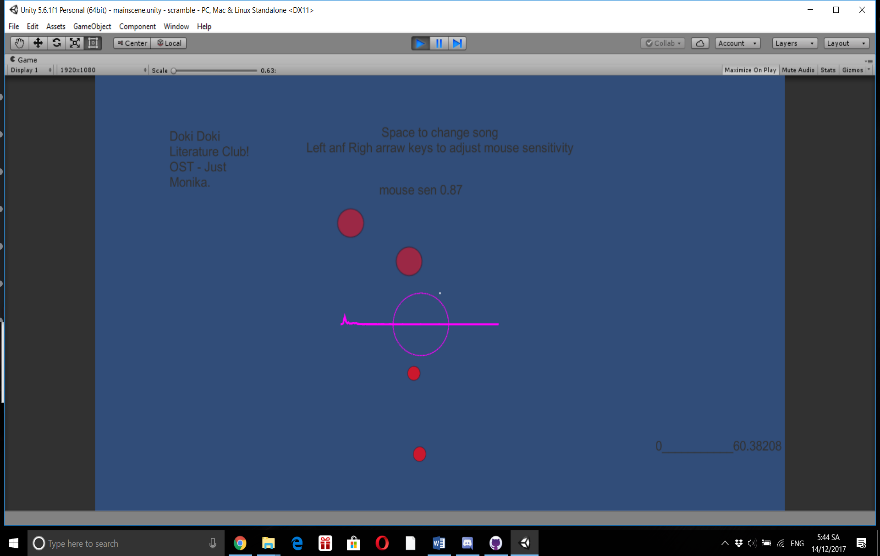 Unity 5.6.1f1 Personal (64bit) - mainscene.unity - scramble - PC, Mac & Linux Standalone <DX11>
File Edit Assets GameObject Component Window Help
Center Local Collab Account Layers Layout
Game
Display 1 1920x1080 Scale 0.63: Maximize On Play Mute Audio Stats Gizmos
Doki Doki
Literature Club!
OST - Just
Monika.
Space to change song
Left anf Righ arraw keys to adjust mouse sensitivity
mouse sen 0.87
0____________60.38208
Type here to search
ENG
5:44 SA
14/12/2017